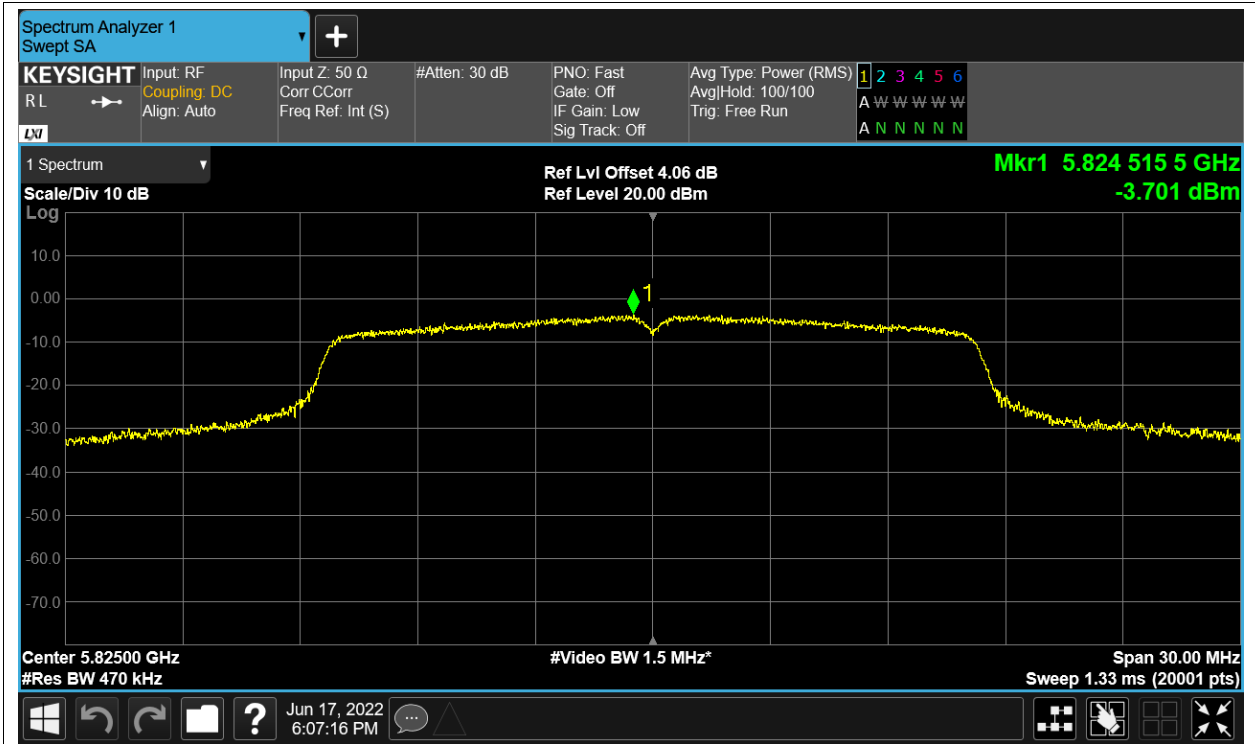 Spectrum Analyzer 1
Swept SA
KEYSIGHT
R L
LXI
Input: RF
Coupling: DC
Align: Auto
Input Z: 50 Ω
Corr CCorr
Freq Ref: Int (S)
#Atten: 30 dB
PNO: Fast
Gate: Off
IF Gain: Low
Sig Track: Off
Avg Type: Power (RMS)
Avg|Hold: 100/100
Trig: Free Run
1 2 3 4 5 6
A W W W W W
A N N N N N
1 Spectrum
Scale/Div 10 dB
Ref Lvl Offset 4.06 dB
Ref Level 20.00 dBm
Mkr1 5.824 515 5 GHz
-3.701 dBm
Log
10.0
0.00
-10.0
-20.0
-30.0
-40.0
-50.0
-60.0
-70.0
1
Center 5.82500 GHz
#Res BW 470 kHz
#Video BW 1.5 MHz*
Span 30.00 MHz
Sweep 1.33 ms (20001 pts)
?
Jun 17, 2022
6:07:16 PM